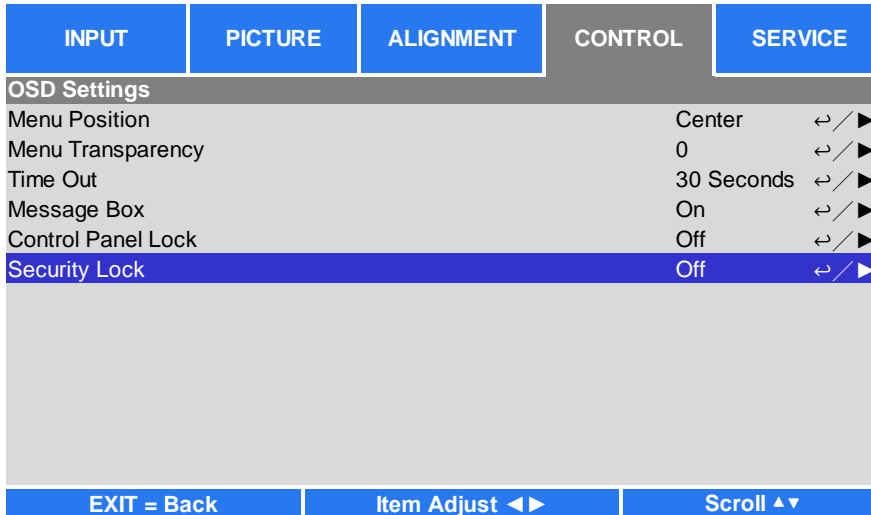 INPUT PICTURE ALIGNMENT CONTROL SERVICE
OSD Settings
Menu Position Center ↩/►
Menu Transparency 0 ↩/►
Time Out 30 Seconds ↩/►
Message Box On ↩/►
Control Panel Lock Off ↩/►
Security Lock Off ↩/►
EXIT = Back Item Adjust ◄► Scroll ▲▼